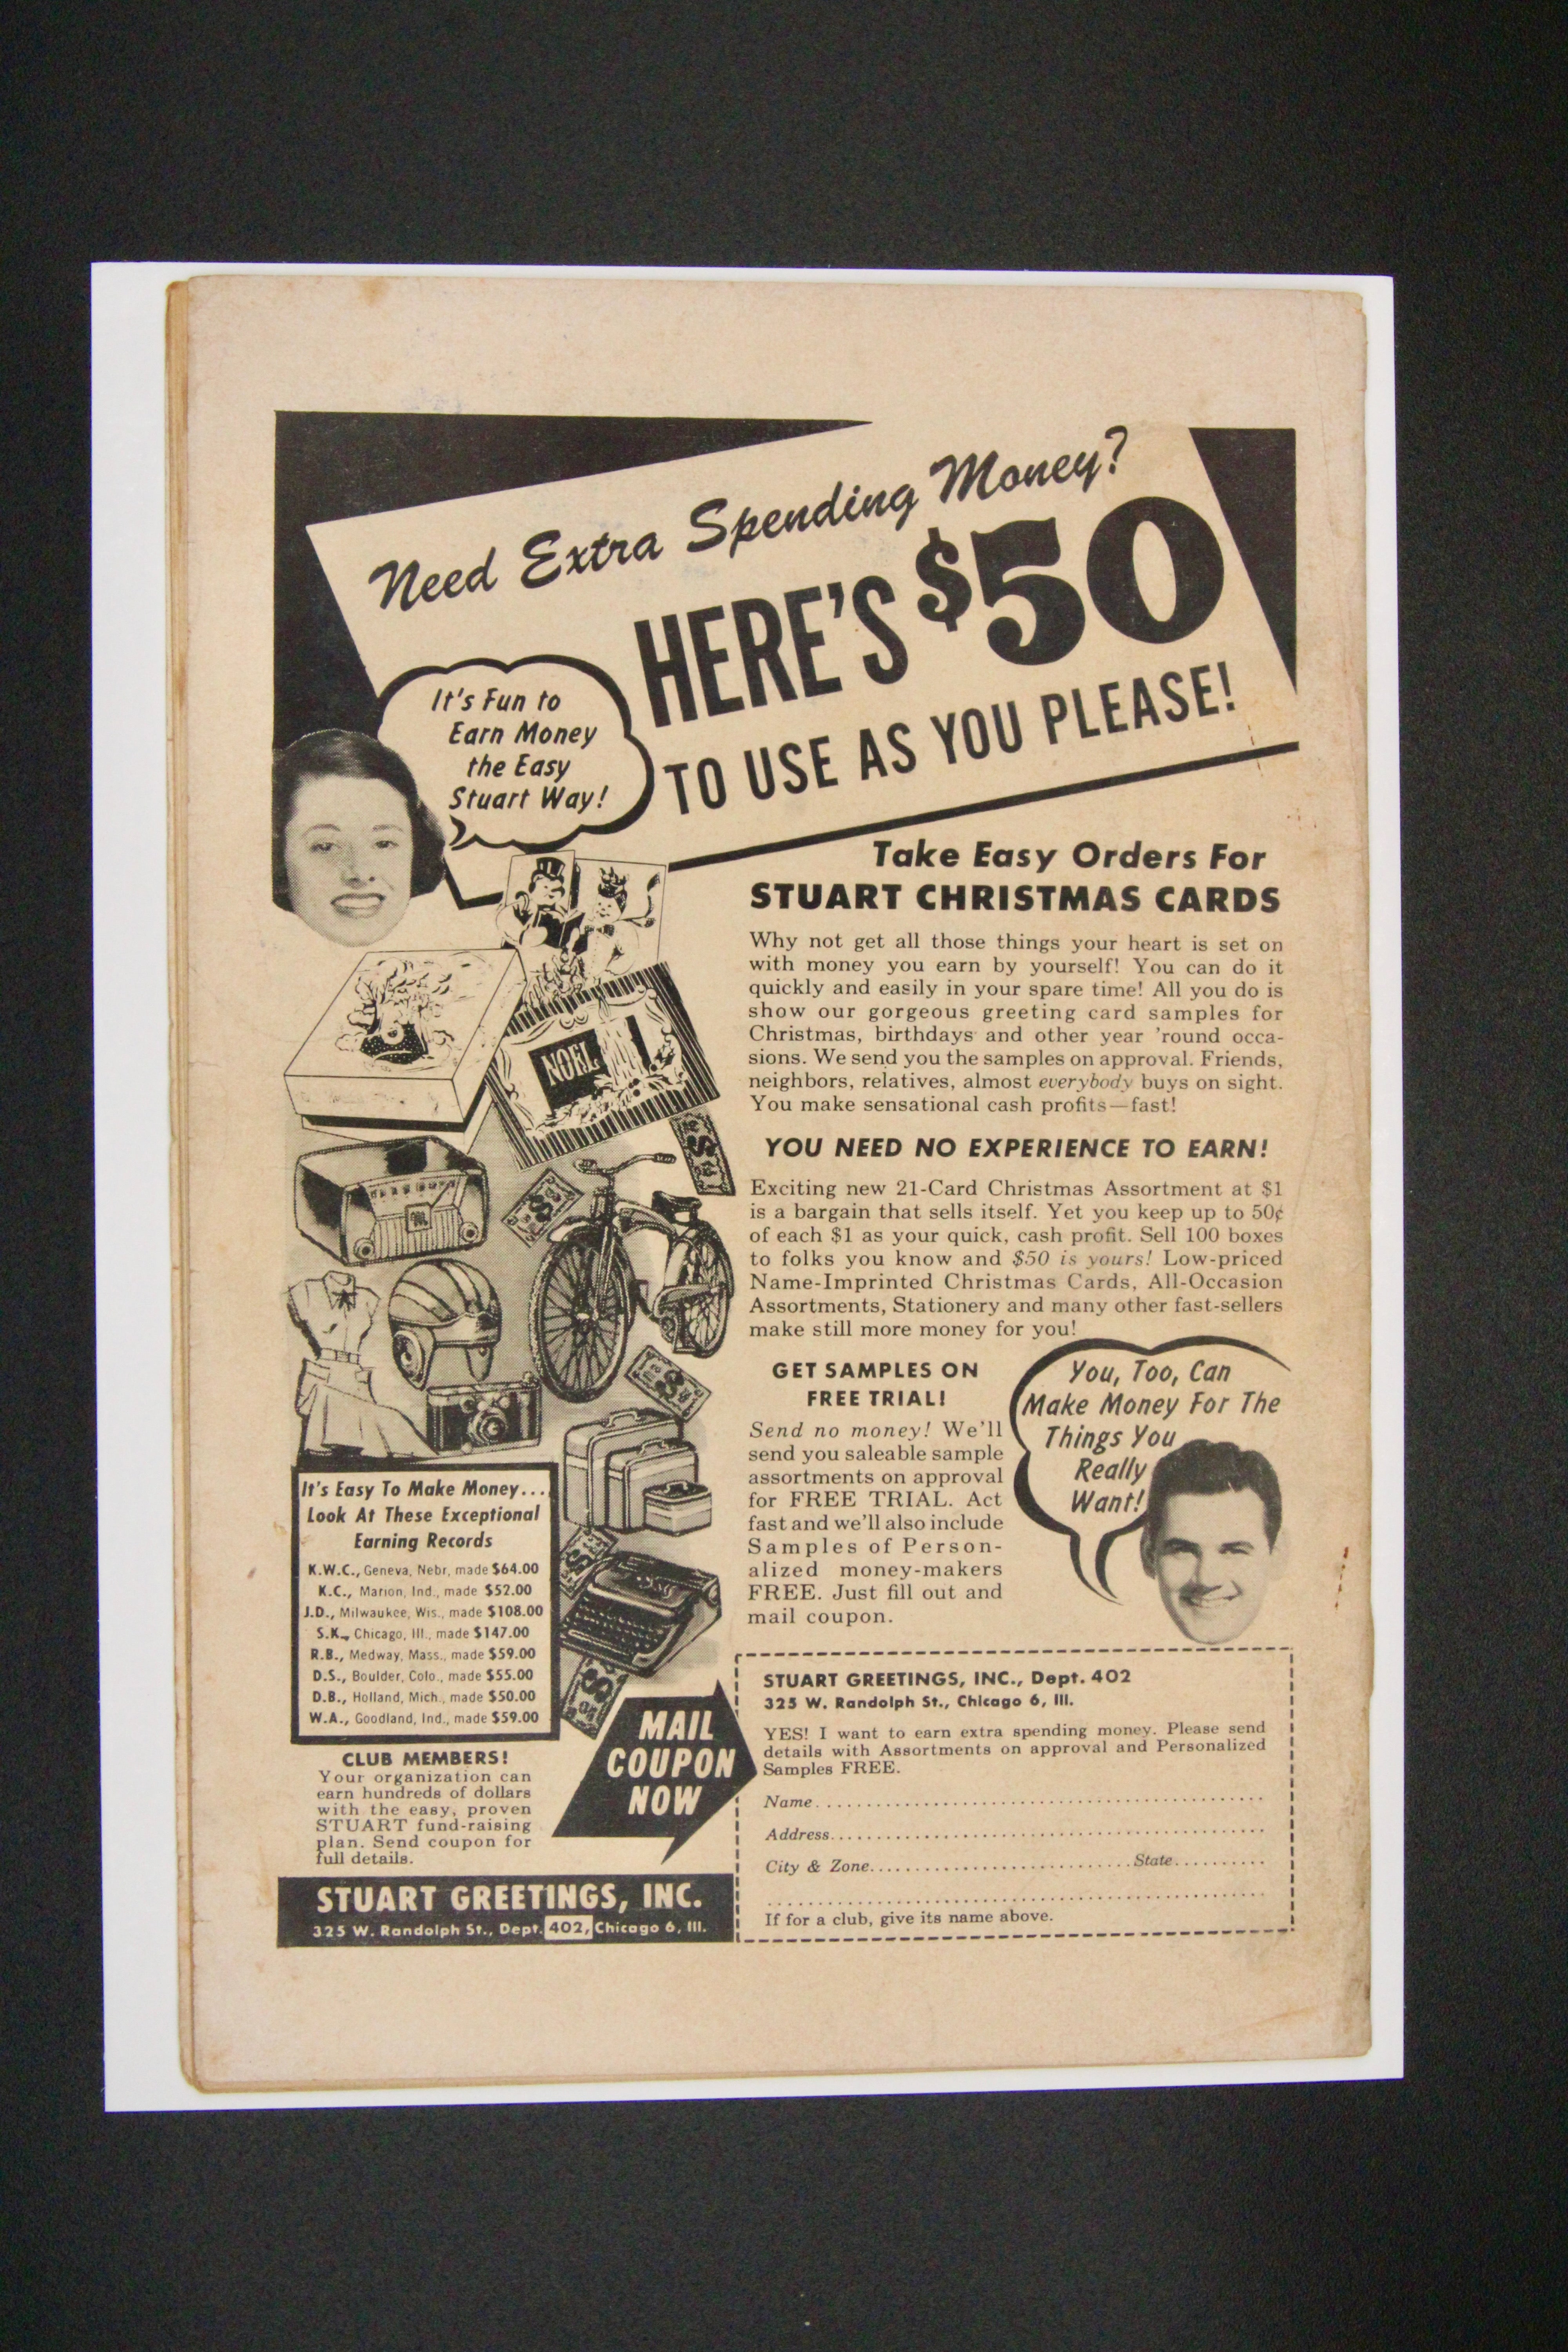 Need Extra Spending Money?
HERE'S $50
TO USE AS YOU PLEASE!
It's Fun to
Earn Money
the Easy
Stuart Way!
NOEL
Take Easy Orders For
STUART CHRISTMAS CARDS
Why not get all those things your heart is set on
with money you earn by yourself! You can do it
quickly and easily in your spare time! All you do is
show our gorgeous greeting card samples for
Christmas, birthdays and other year 'round occa-
sions. We send you the samples on approval. Friends,
neighbors, relatives, almost everybody buys on sight.
You make sensational cash profits—fast!
YOU NEED NO EXPERIENCE TO EARN!
Exciting new 21-Card Christmas Assortment at $1
is a bargain that sells itself. Yet you keep up to 50¢
of each $1 as your quick, cash profit. Sell 100 boxes
to folks you know and $50 is yours! Low-priced
Name-Imprinted Christmas Cards, All-Occasion
Assortments, Stationery and many other fast-sellers
make still more money for you!
GET SAMPLES ON
FREE TRIAL!
Send no money! We'll
send you saleable sample
assortments on approval
for FREE TRIAL. Act
fast and we'll also include
Samples of Person-
alized money-makers
FREE. Just fill out and
mail coupon.
You, Too, Can
Make Money For The
Things You
Really
Want!
It's Easy To Make Money...
Look At These Exceptional
Earning Records
K.W.C., Geneva, Nebr, made $64.00
K.C., Marion, Ind., made $52.00
J.D., Milwaukee, Wis., made $108.00
S.K., Chicago, Ill., made $147.00
R.B., Medway, Mass., made $59.00
D.S., Boulder, Colo., made $55.00
D.B., Holland, Mich., made $50.00
W.A., Goodland, Ind., made $59.00
CLUB MEMBERS!
Your organization can
earn hundreds of dollars
with the easy, proven
STUART fund-raising
plan. Send coupon for
full details.
MAIL
COUPON
NOW
STUART GREETINGS, INC.
325 W. Randolph St., Dept. 402, Chicago 6, Ill.
STUART GREETINGS, INC., Dept. 402
325 W. Randolph St., Chicago 6, Ill.
YES! I want to earn extra spending money. Please send
details with Assortments on approval and Personalized
Samples FREE.
Name
Address
City & Zone State
If for a club, give its name above.